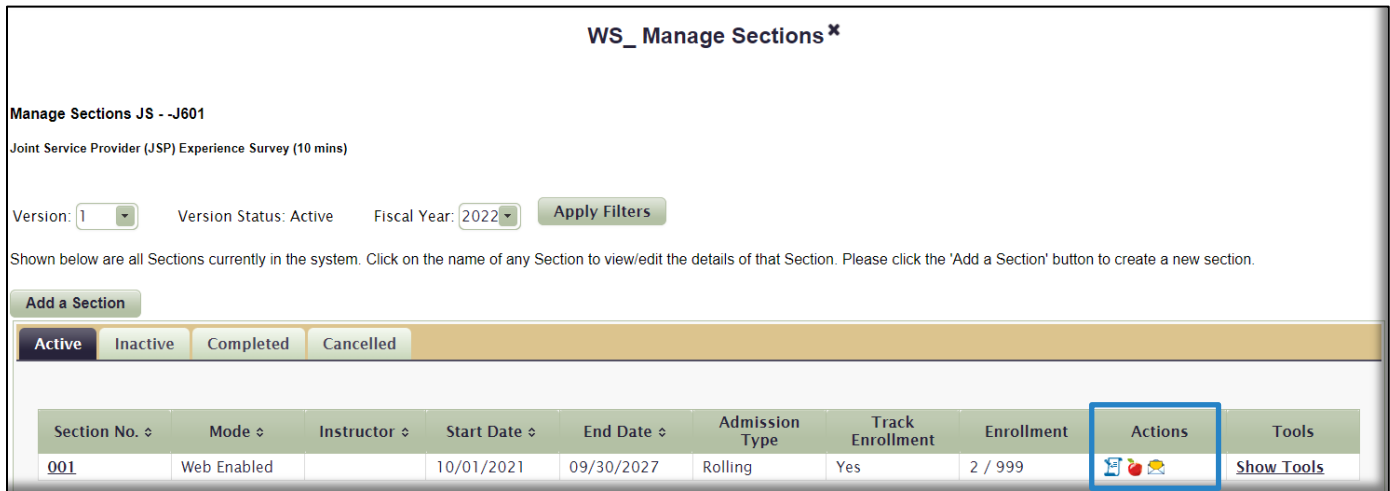 WS_ Manage Sections
Manage Sections JS - -J601
Joint Service Provider (JSP) Experience Survey (10 mins)
Version: 1 Version Status: Active Fiscal Year: 2022 Apply Filters
Shown below are all Sections currently in the system. Click on the name of any Section to view/edit the details of that Section. Please click the 'Add a Section' button to create a new section.
Add a Section
Active Inactive Completed Cancelled
Section No. Mode Instructor Start Date End Date Admission Type Track Enrollment Enrollment Actions Tools
001 Web Enabled 10/01/2021 09/30/2027 Rolling Yes 2 / 999 Show Tools